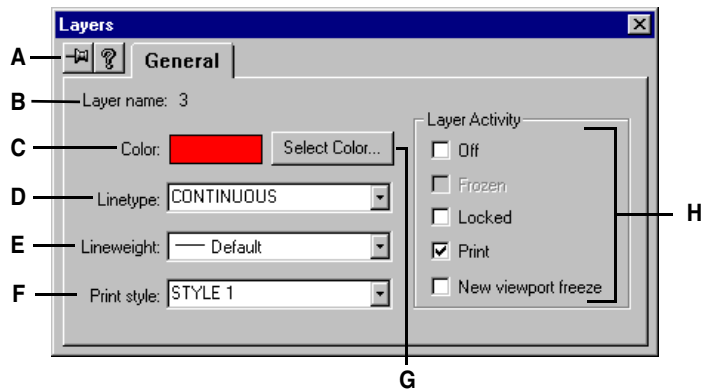 Layers
A
General
B
Layer name: 3
C
Color:
Select Color...
D
Linetype:
CONTINUOUS
E
Lineweight:
Default
F
Print style:
STYLE 1
Layer Activity
Off
Frozen
Locked
Print
New viewport freeze
H
G